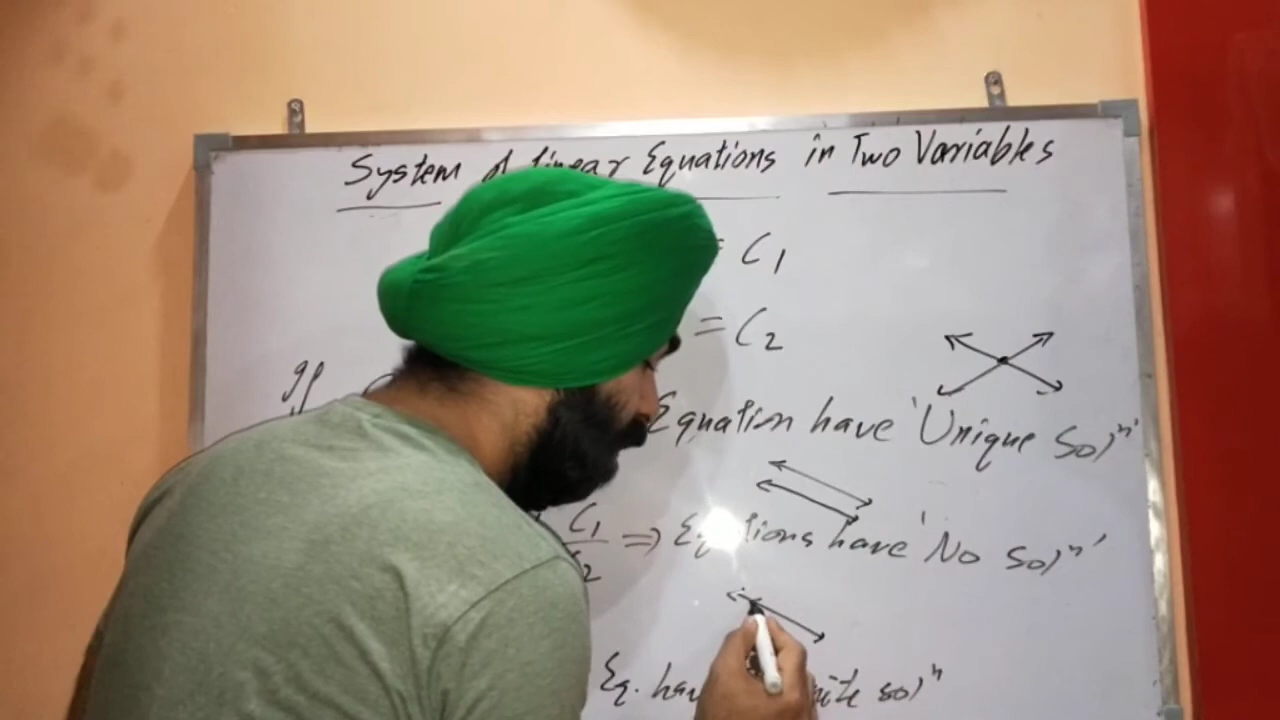 System of linear Equations in Two Variables
= C1
= C2
If
Equation have 'Unique Sol^n'
C1/C2 => Equations have 'No Sol^n'
Eq. have sol^n